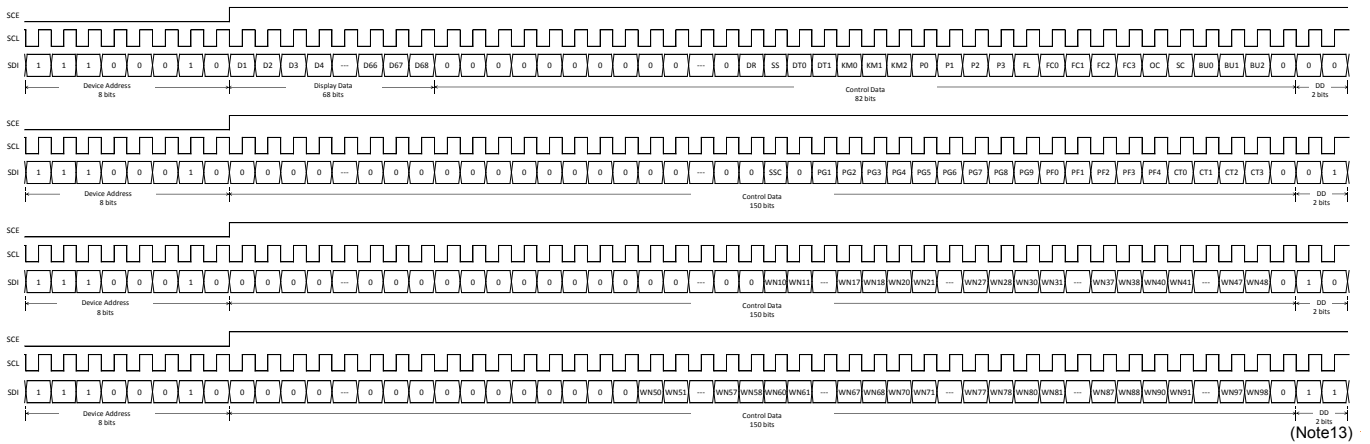 SCE
SCL
SDI 1 1 1 0 0 0 1 0 D1 D2 D3 D4 --- D66 D67 D68 0 0 0 0 0 0 0 0 0 0 --- 0 DR SS DT0 DT1 KM0 KM1 KM2 P0 P1 P2 P3 FL FC0 FC1 FC2 FC3 OC SC BU0 BU1 BU2 0 0 0
Device Address Display Data Control Data DD
8 bits 68 bits 82 bits 2 bits
SCE
SCL
SDI 1 1 1 0 0 0 1 0 0 0 0 0 --- 0 0 0 0 0 0 0 0 0 0 0 0 0 --- 0 0 SSC 0 PG1 PG2 PG3 PG4 PG5 PG6 PG7 PG8 PG9 PF0 PF1 PF2 PF3 PF4 CT0 CT1 CT2 CT3 0 0 1
Device Address Control Data DD
8 bits 150 bits 2 bits
SCE
SCL
SDI 1 1 1 0 0 0 1 0 0 0 0 0 --- 0 0 0 0 0 0 0 0 0 0 0 0 0 --- 0 0 WN10 WN11 --- WN17 WN18 WN20 WN21 --- WN27 WN28 WN30 WN31 --- WN37 WN38 WN40 WN41 --- WN47 WN48 0 1 0
Device Address Control Data DD
8 bits 150 bits 2 bits
SCE
SCL
SDI 1 1 1 0 0 0 1 0 0 0 0 0 --- 0 0 0 0 0 0 0 0 0 0 0 WN50 WN51 --- WN57 WN58 WN60 WN61 --- WN67 WN68 WN70 WN71 --- WN77 WN78 WN80 WN81 --- WN87 WN88 WN90 WN91 --- WN97 WN98 0 1 1
Device Address Control Data DD
8 bits 150 bits 2 bits
(Note13)